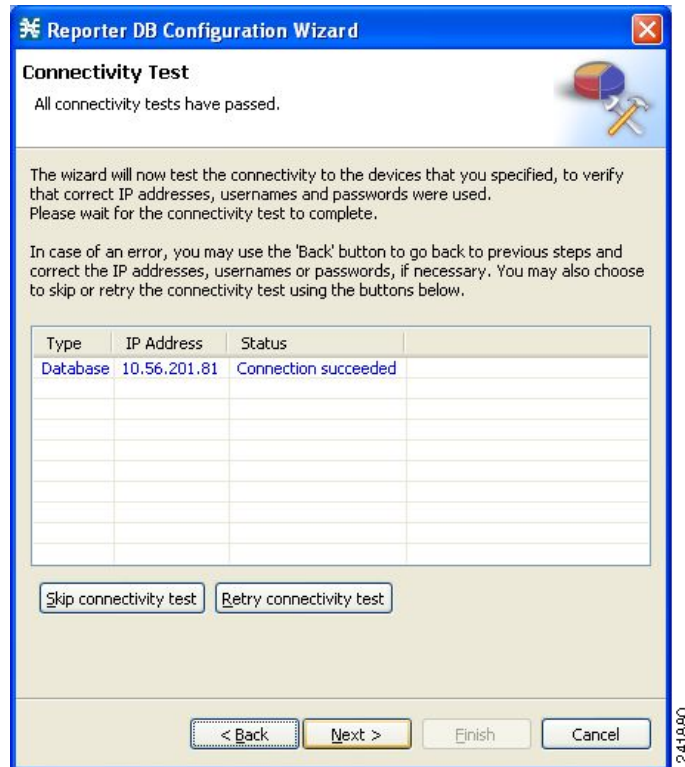 Reporter DB Configuration Wizard
Connectivity Test
All connectivity tests have passed.
The wizard will now test the connectivity to the devices that you specified, to verify
that correct IP addresses, usernames and passwords were used.
Please wait for the connectivity test to complete.
In case of an error, you may use the 'Back' button to go back to previous steps and
correct the IP addresses, usernames or passwords, if necessary. You may also choose
to skip or retry the connectivity test using the buttons below.
Type IP Address Status
Database 10.56.201.81 Connection succeeded
Skip connectivity test Retry connectivity test
< Back Next > Finish Cancel
241880